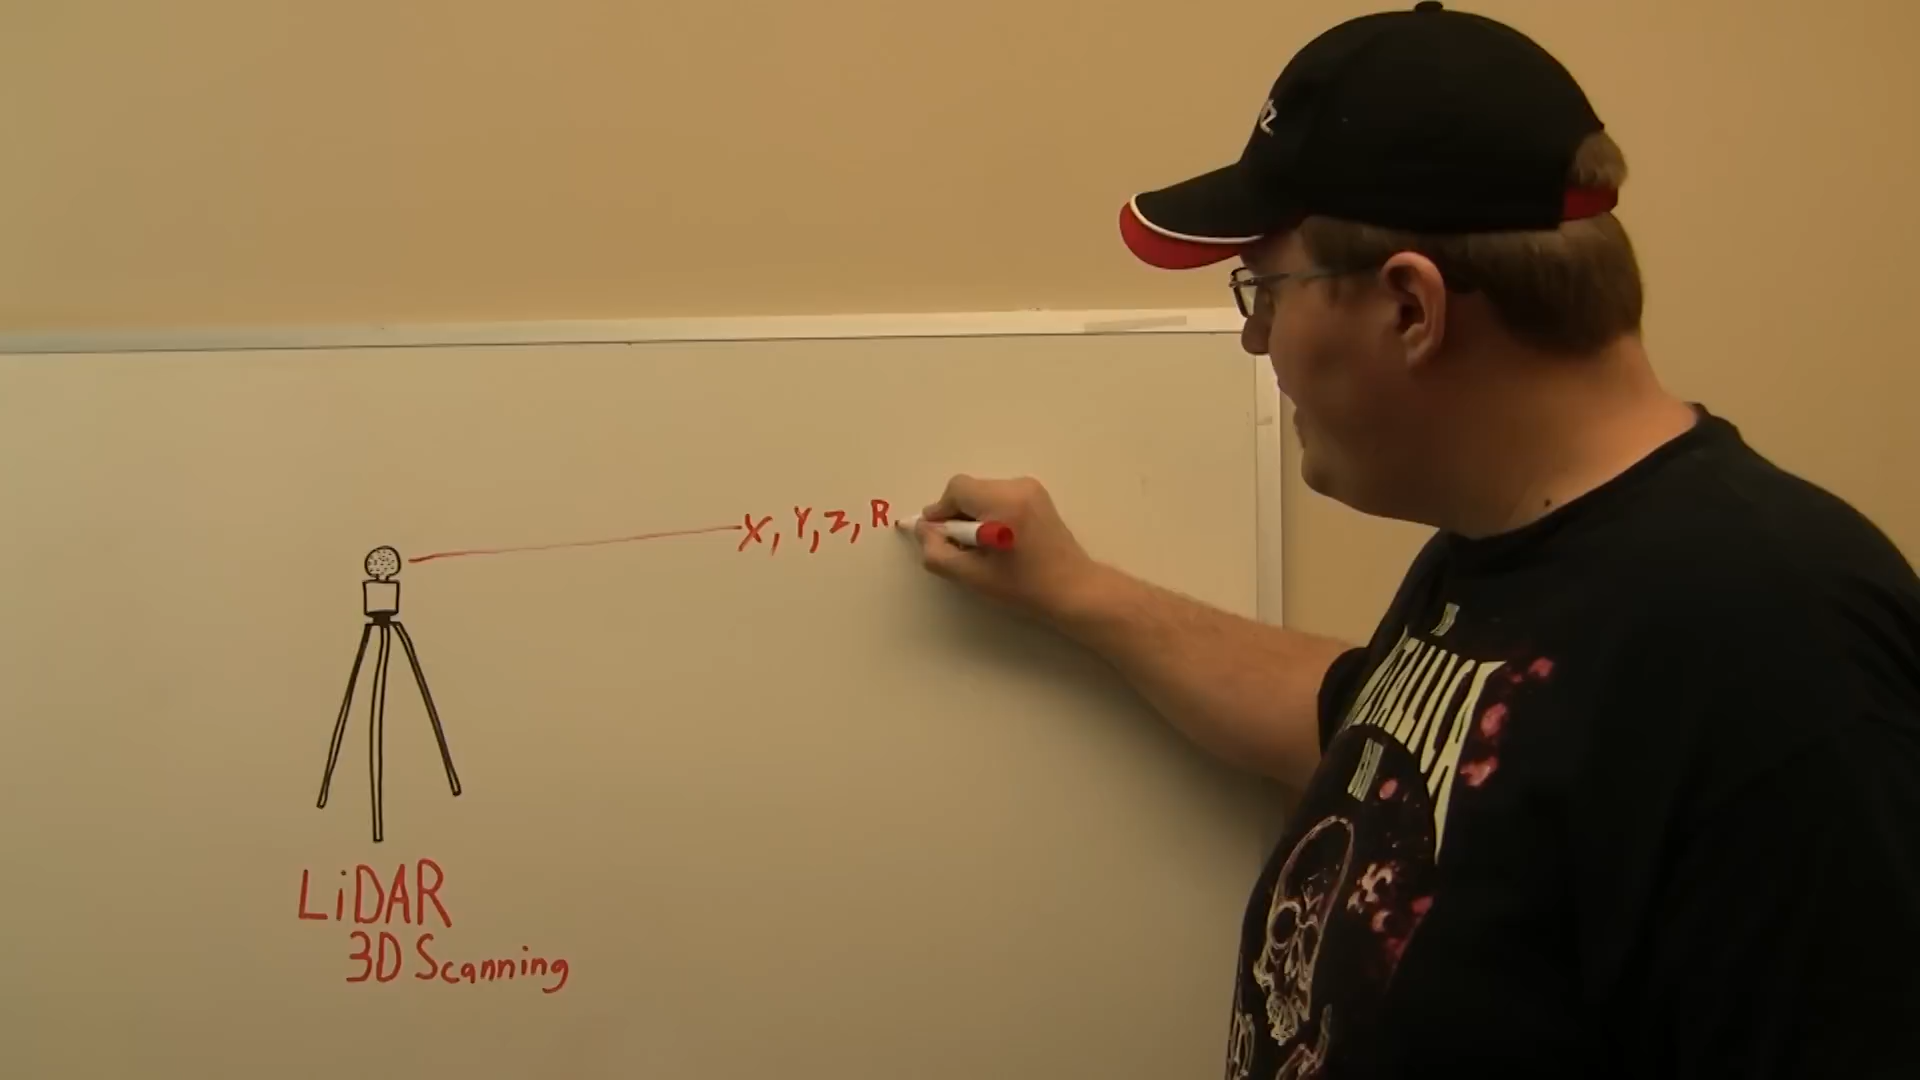 X, Y, Z, R,
LiDAR
3D Scanning